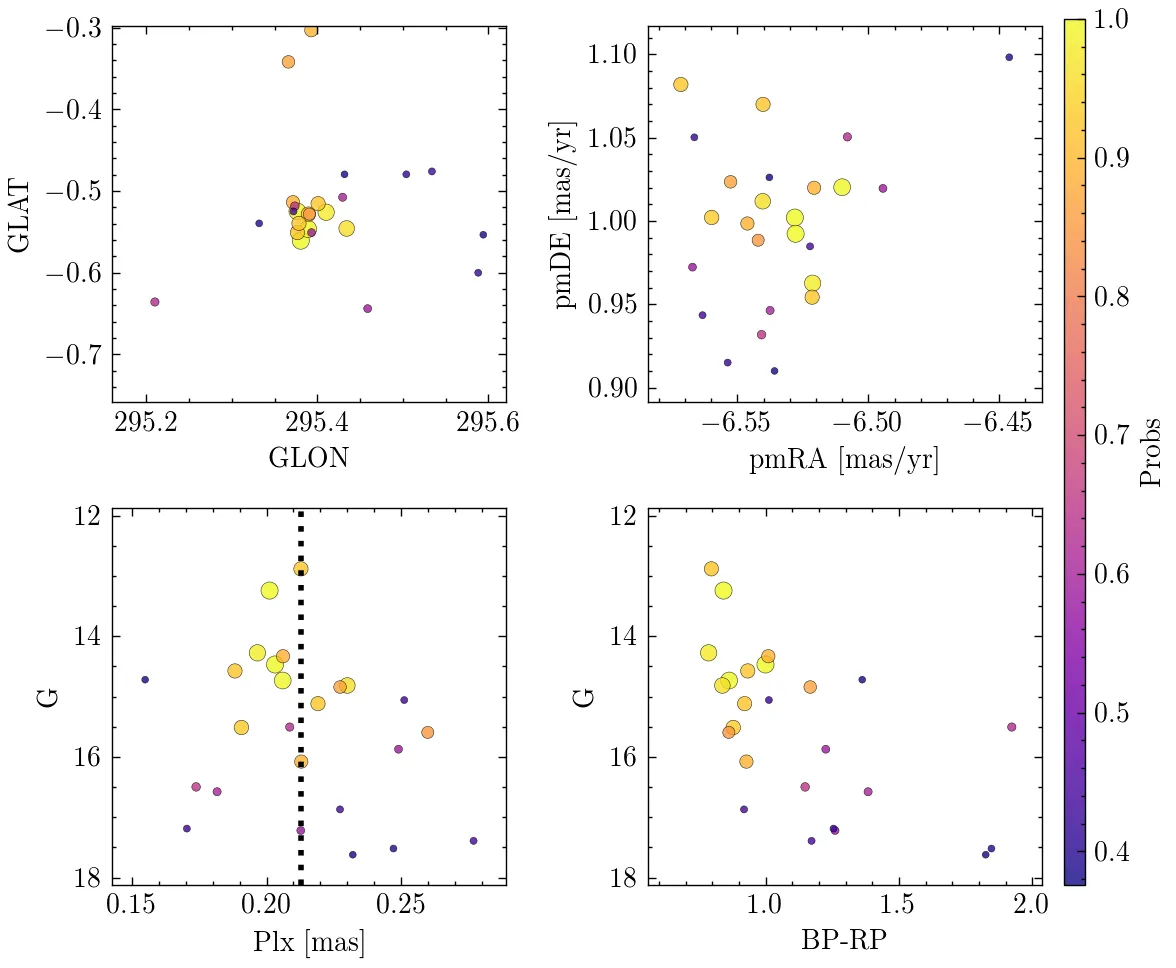 −0.3
−0.4
−0.5
−0.6
−0.7
GLAT
295.2 295.4 295.6
GLON
1.10
1.05
1.00
0.95
0.90
pmDE [mas/yr]
−6.55 −6.50 −6.45
pmRA [mas/yr]
12
14
16
18
G
0.15 0.20 0.25
Plx [mas]
12
14
16
18
G
1.0 1.5 2.0
BP-RP
1.0
0.9
0.8
0.7
0.6
0.5
0.4
Probs